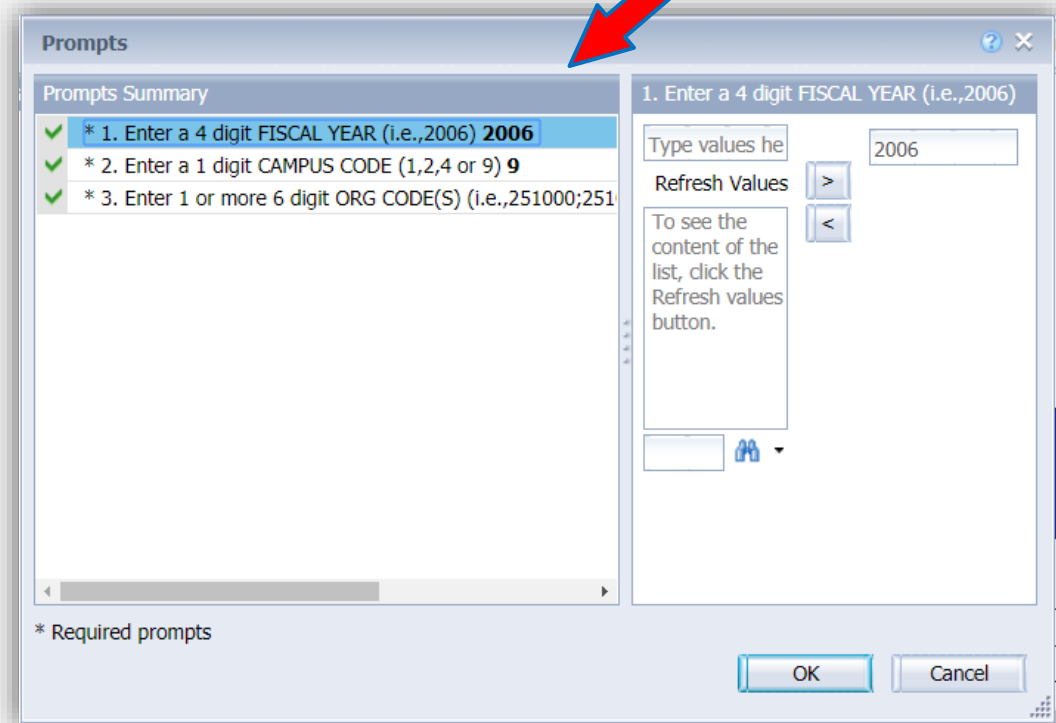 Prompts
Prompts Summary
* 1. Enter a 4 digit FISCAL YEAR (i.e.,2006) 2006
* 2. Enter a 1 digit CAMPUS CODE (1,2,4 or 9) 9
* 3. Enter 1 or more 6 digit ORG CODE(S) (i.e.,251000;251
1. Enter a 4 digit FISCAL YEAR (i.e.,2006)
Type values he
2006
Refresh Values
>
<
To see the
content of the
list, click the
Refresh values
button.
* Required prompts
OK
Cancel